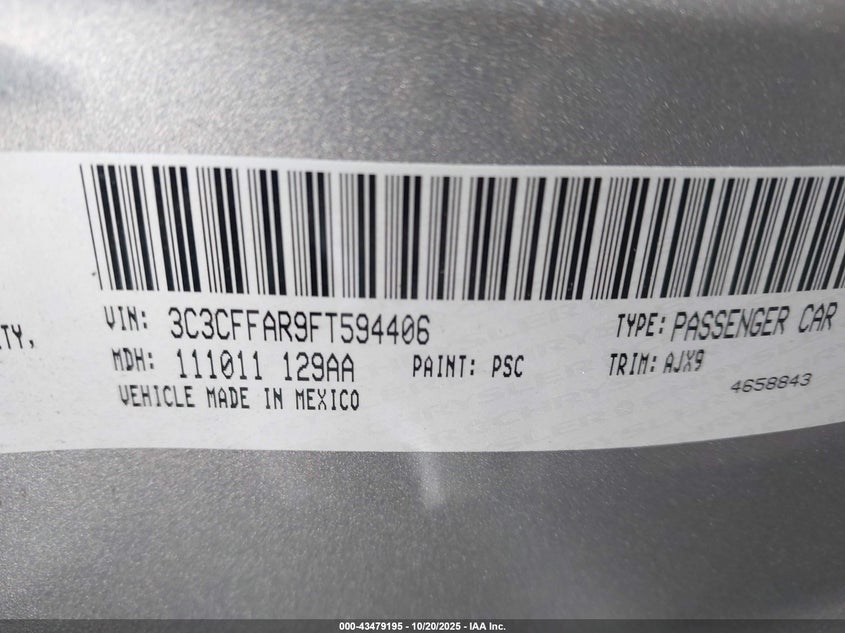 ITY,
VIN: 3C3CFFAR9FT594406 TYPE: PASSENGER CAR
MDH: 111011 129AA PAINT: PSC TRIM: AJX9
VEHICLE MADE IN MEXICO 4658843
000-43479195 - 10/20/2025 - IAA Inc.